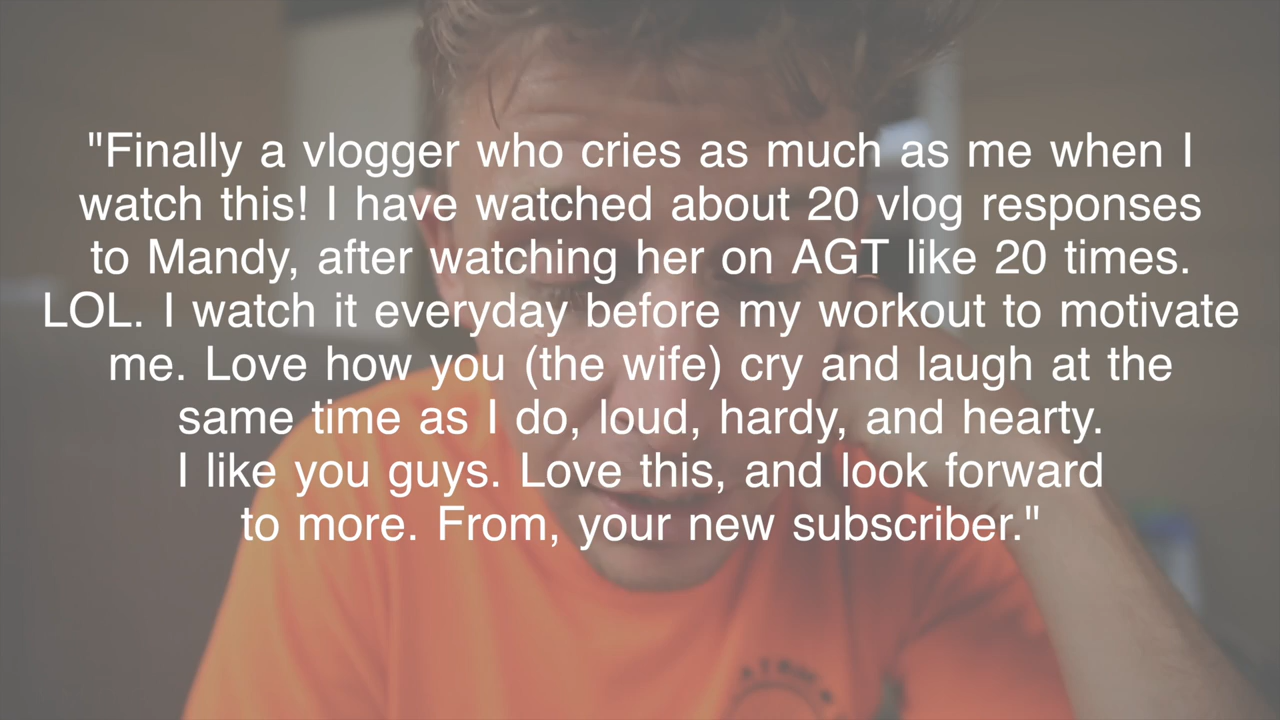 "Finally a vlogger who cries as much as me when I
watch this! I have watched about 20 vlog responses
to Mandy, after watching her on AGT like 20 times.
LOL. I watch it everyday before my workout to motivate
me. Love how you (the wife) cry and laugh at the
same time as I do, loud, hardy, and hearty.
I like you guys. Love this, and look forward
to more. From, your new subscriber."